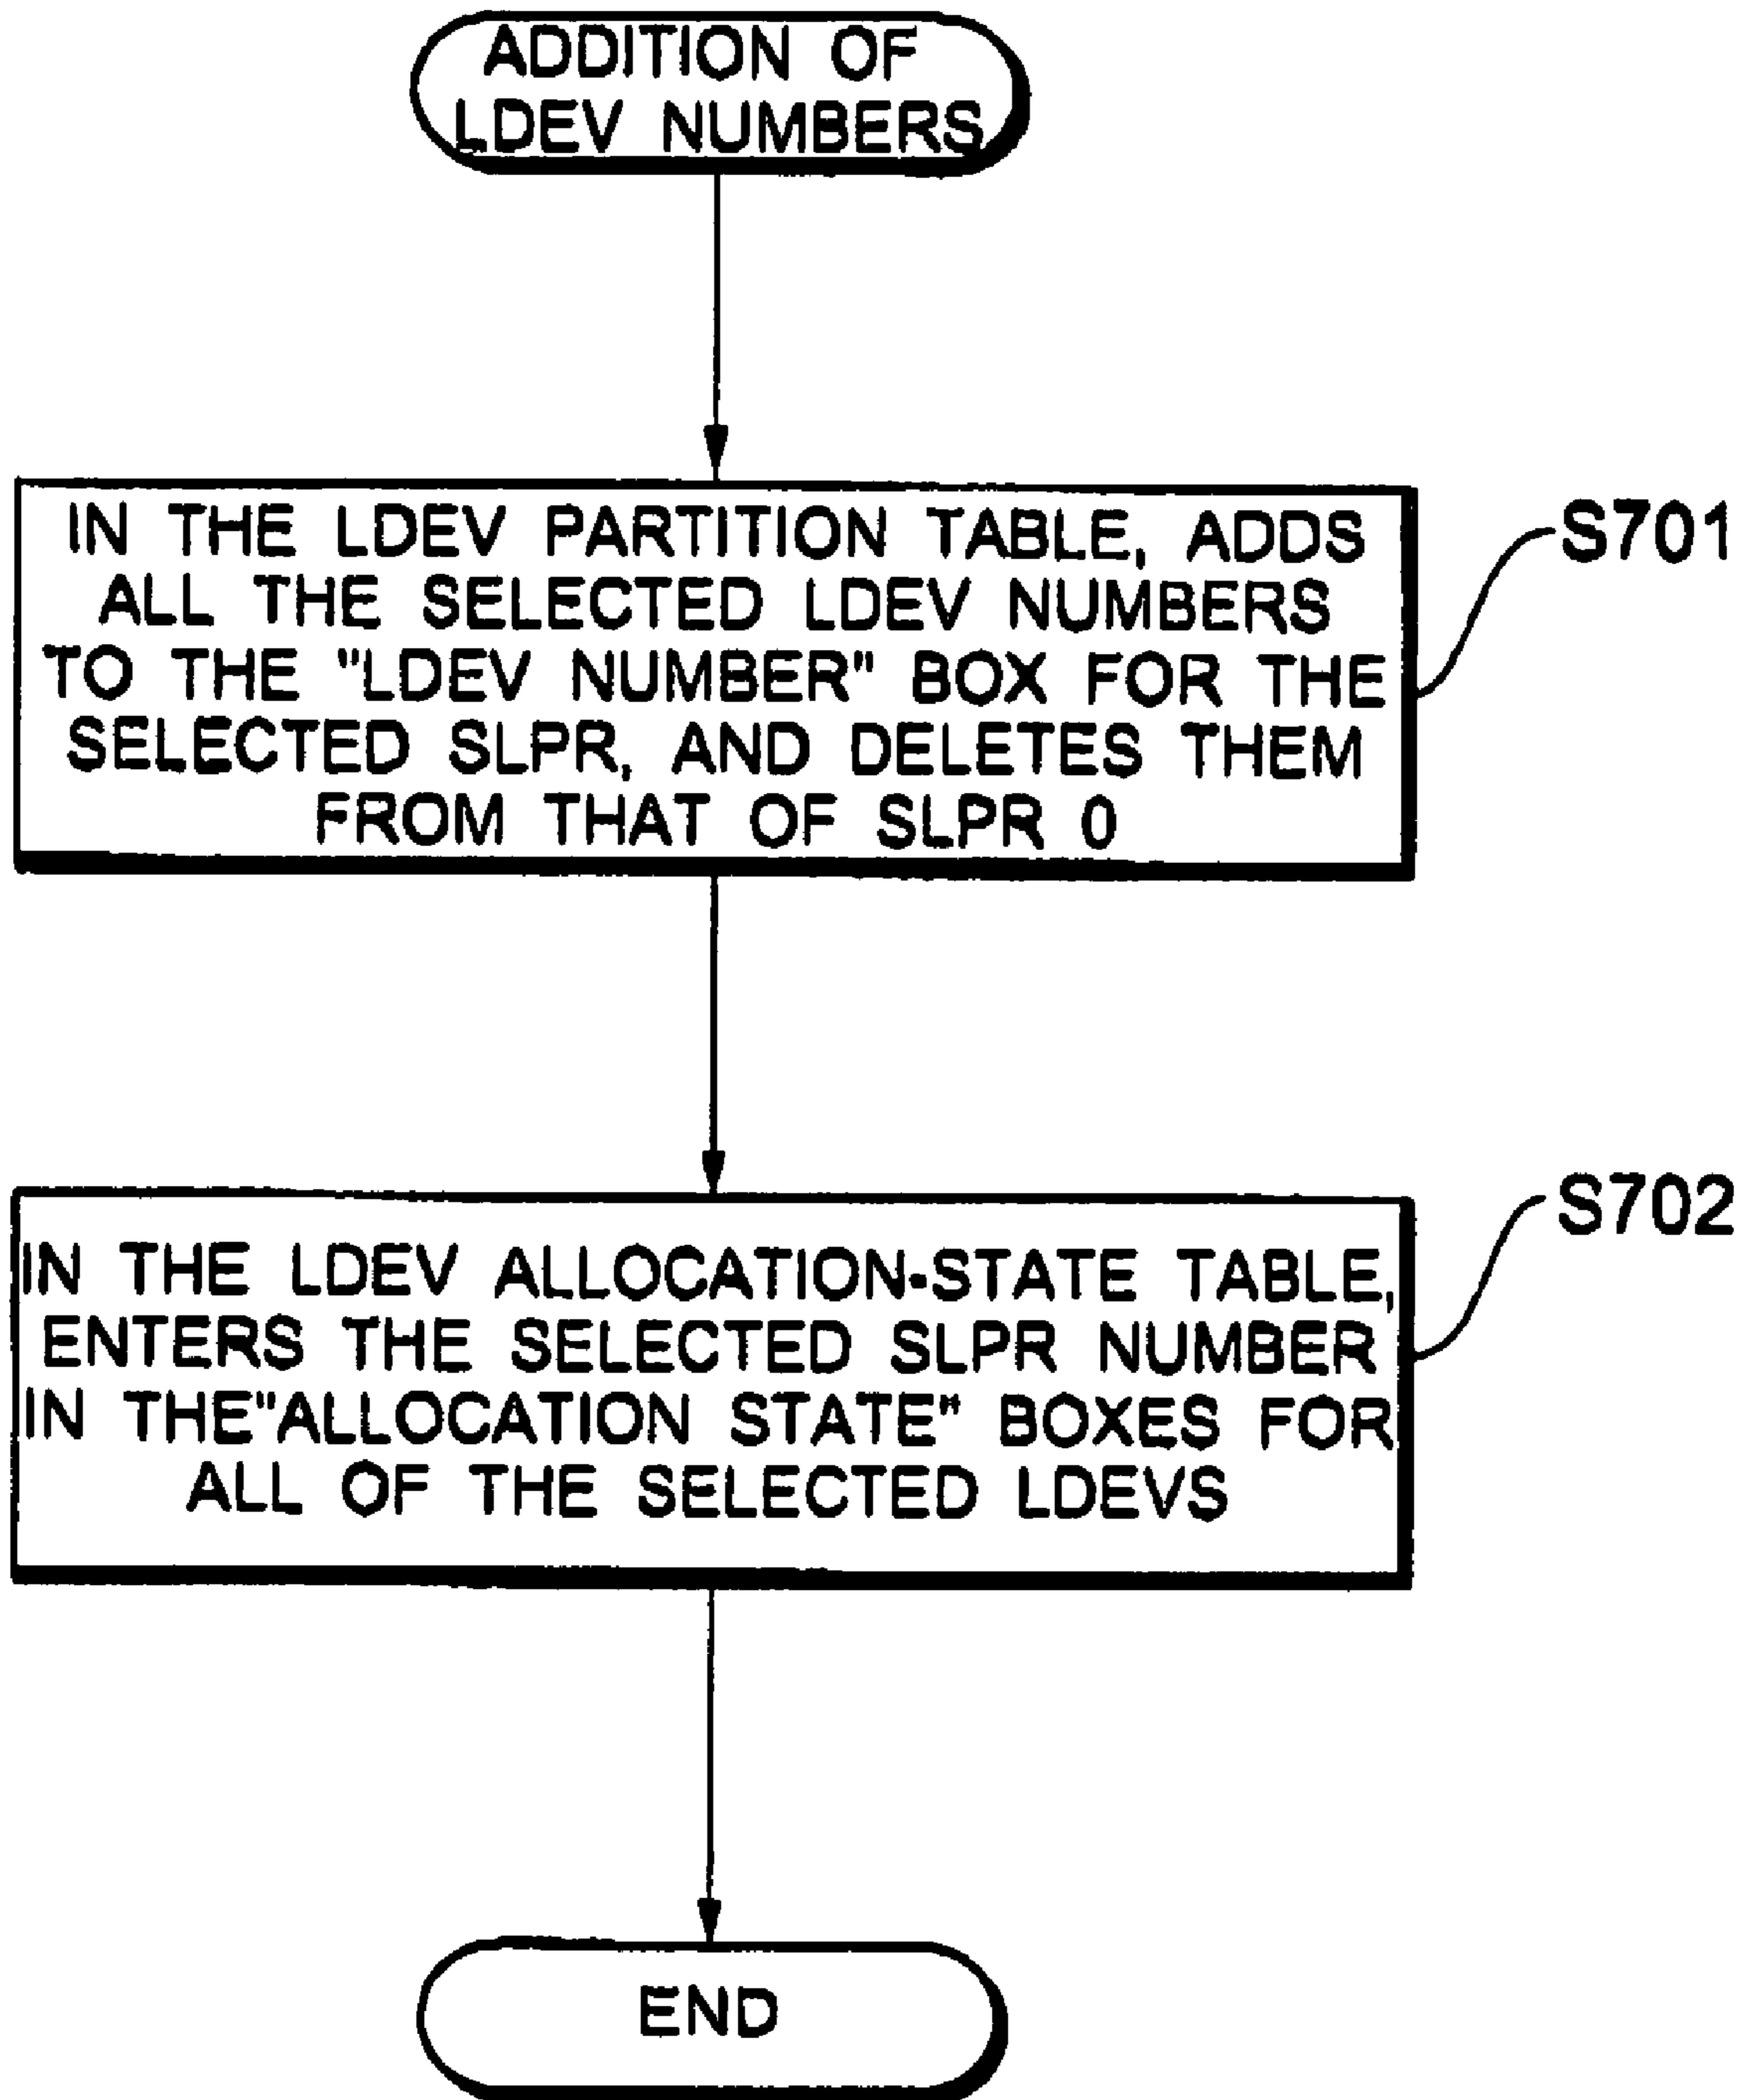 ADDITION OF
LDEV NUMBERS
IN THE LDEV PARTITION TABLE, ADDS
ALL THE SELECTED LDEV NUMBERS
TO THE "LDEV NUMBER" BOX FOR THE
SELECTED SLPR, AND DELETES THEM
FROM THAT OF SLPR 0
S701
IN THE LDEV ALLOCATION-STATE TABLE,
ENTERS THE SELECTED SLPR NUMBER
IN THE"ALLOCATION STATE" BOXES FOR
ALL OF THE SELECTED LDEVS
S702
END